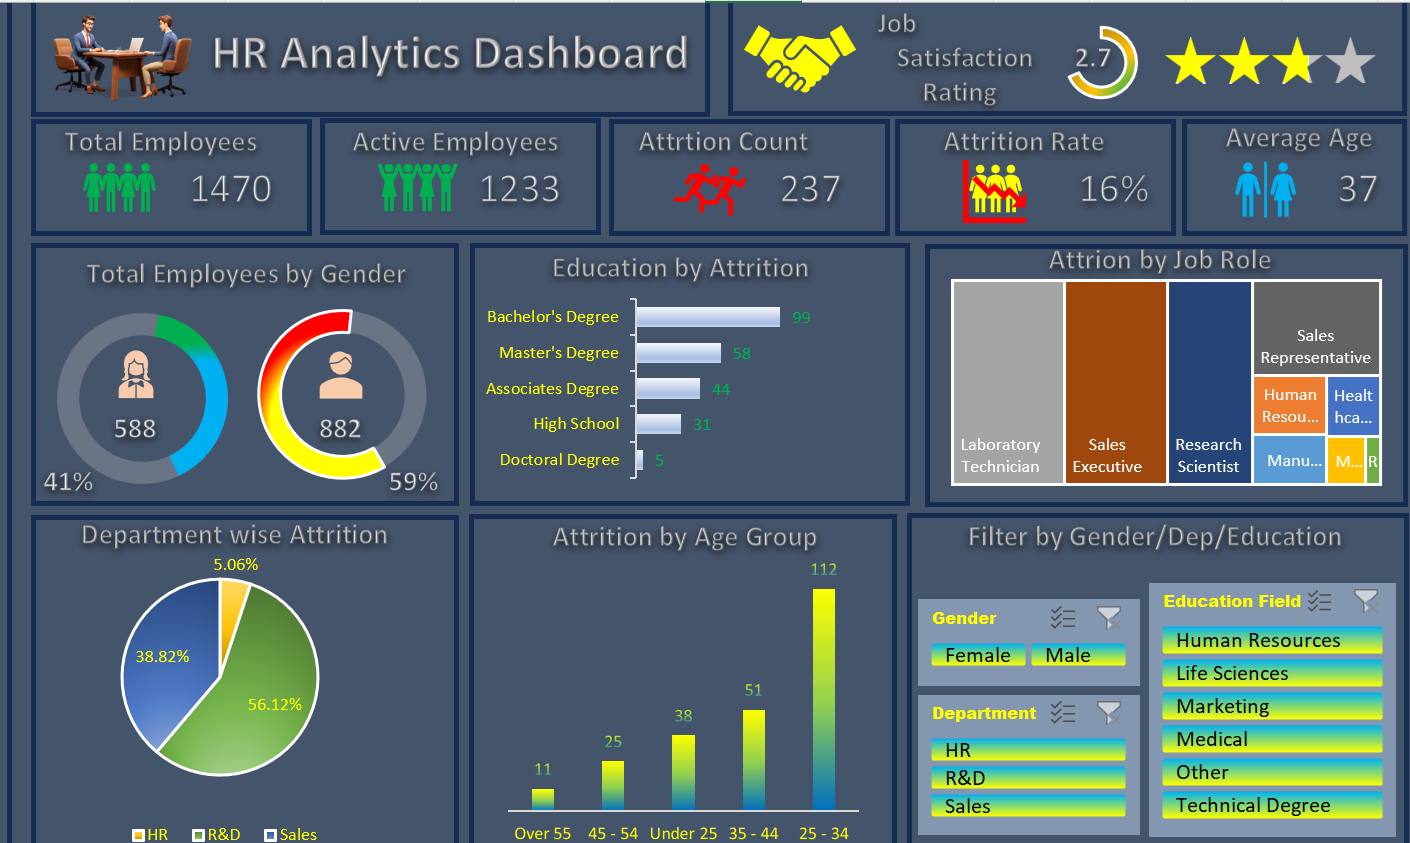 HR Analytics Dashboard
Job
Satisfaction
Rating
2.7
Total Employees
1470
Active Employees
1233
Attrtion Count
237
Attrition Rate
16%
Average Age
37
Total Employees by Gender
588
882
41%
59%
Education by Attrition
Bachelor's Degree
99
Master's Degree
58
Associates Degree
44
High School
31
Doctoral Degree
5
Attrion by Job Role
Laboratory
Technician
Sales
Executive
Research
Scientist
Sales
Representative
Human
Resou...
Healt
hca...
Manu...
M...
R
Department wise Attrition
5.06%
38.82%
56.12%
HR
R&D
Sales
Attrition by Age Group
11
25
38
51
112
Over 55
45 - 54
Under 25
35 - 44
25 - 34
Filter by Gender/Dep/Education
Gender
Female
Male
Department
HR
R&D
Sales
Education Field
Human Resources
Life Sciences
Marketing
Medical
Other
Technical Degree